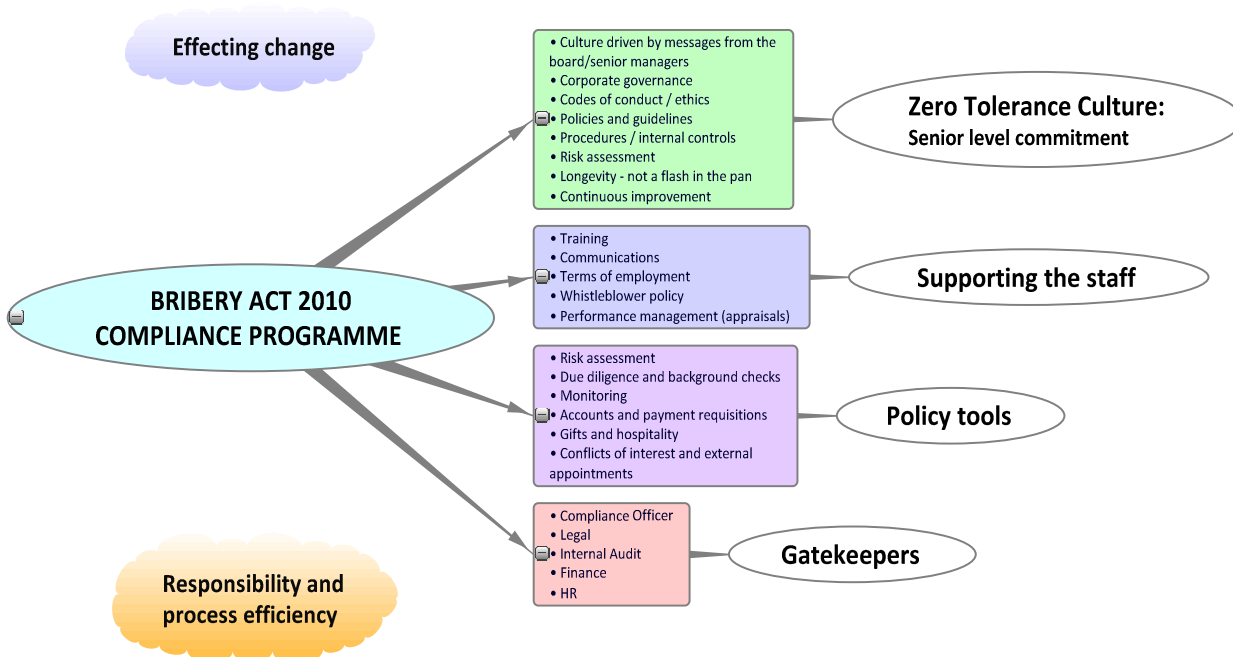 Effecting change
• Culture driven by messages from the
board/senior managers
• Corporate governance
• Codes of conduct / ethics
• Policies and guidelines
• Procedures / internal controls
• Risk assessment
• Longevity - not a flash in the pan
• Continuous improvement
Zero Tolerance Culture:
Senior level commitment
BRIBERY ACT 2010
COMPLIANCE PROGRAMME
• Training
• Communications
• Terms of employment
• Whistleblower policy
• Performance management (appraisals)
Supporting the staff
• Risk assessment
• Due diligence and background checks
• Monitoring
• Accounts and payment requisitions
• Gifts and hospitality
• Conflicts of interest and external
appointments
Policy tools
• Compliance Officer
• Legal
• Internal Audit
• Finance
• HR
Gatekeepers
Responsibility and
process efficiency